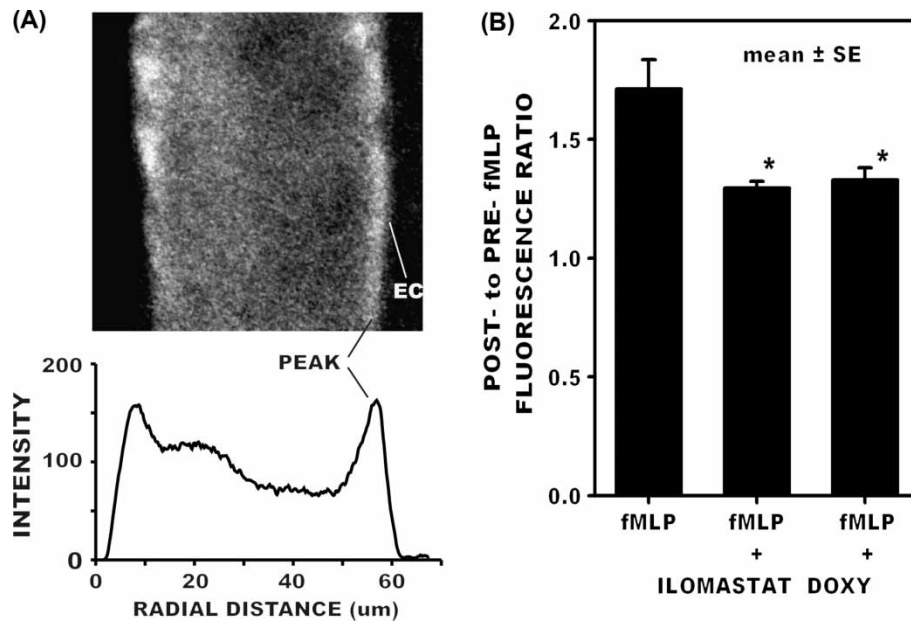 (A)
EC
PEAK
200
100
0
INTENSITY
0 20 40 60
RADIAL DISTANCE (um)
(B)
mean ± SE
2.0
1.5
1.0
0.5
0.0
POST- to PRE- fMLP
FLUORESCENCE RATIO
* *
fMLP fMLP fMLP
+ +
ILOMASTAT DOXY